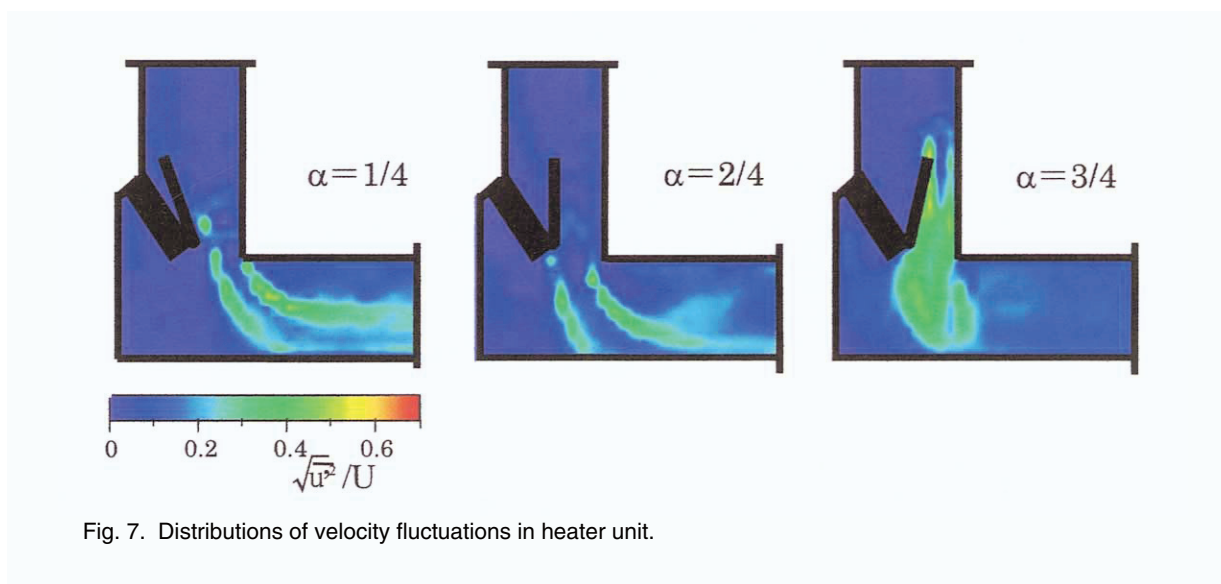 α=1/4
α=2/4
α=3/4
0 0.2 0.4 0.6
√u'²/U
Fig. 7. Distributions of velocity fluctuations in heater unit.